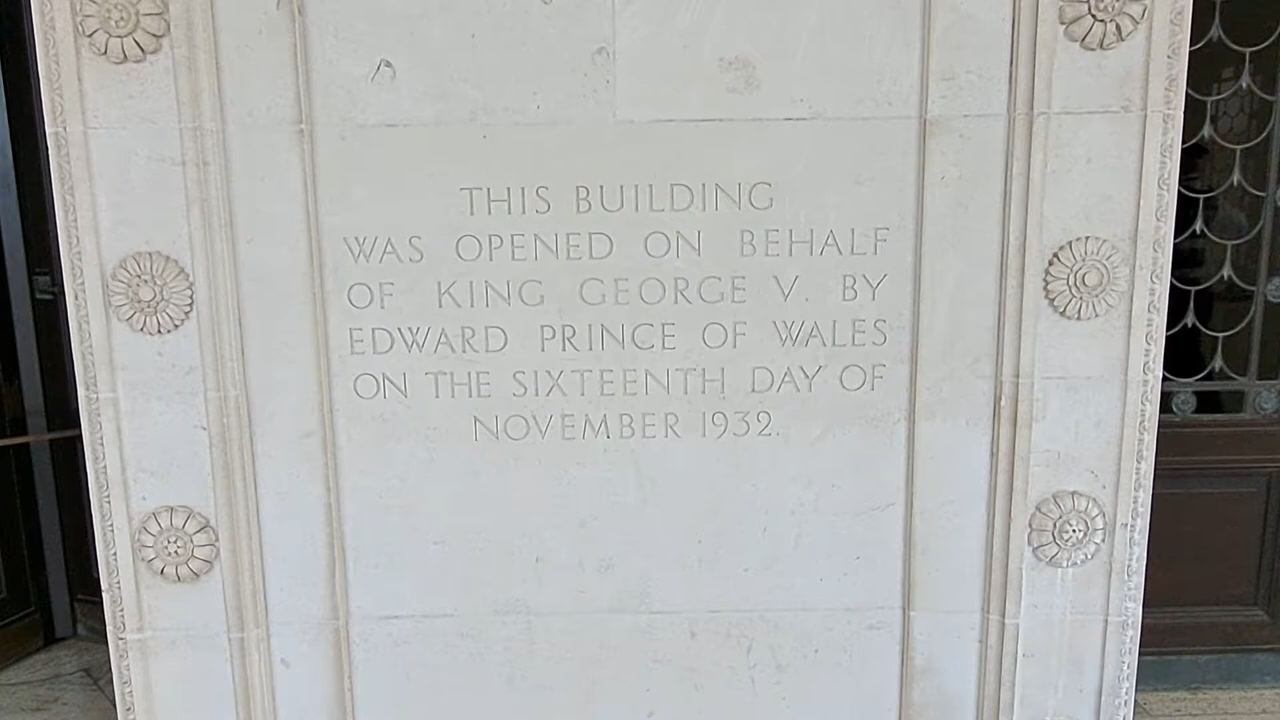 THIS BUILDING
WAS OPENED ON BEHALF
OF KING GEORGE V. BY
EDWARD PRINCE OF WALES
ON THE SIXTEENTH DAY OF
NOVEMBER 1932.